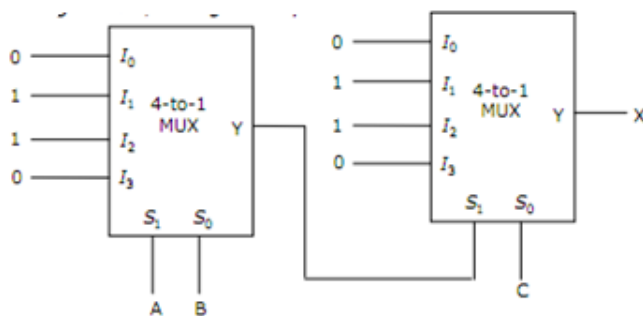 0 I₀
1 I₁
1 I₂
0 I₃
4-to-1
MUX
Y
S₁ S₀
A B
0 I₀
1 I₁
1 I₂
0 I₃
4-to-1
MUX
Y X
S₁ S₀
C